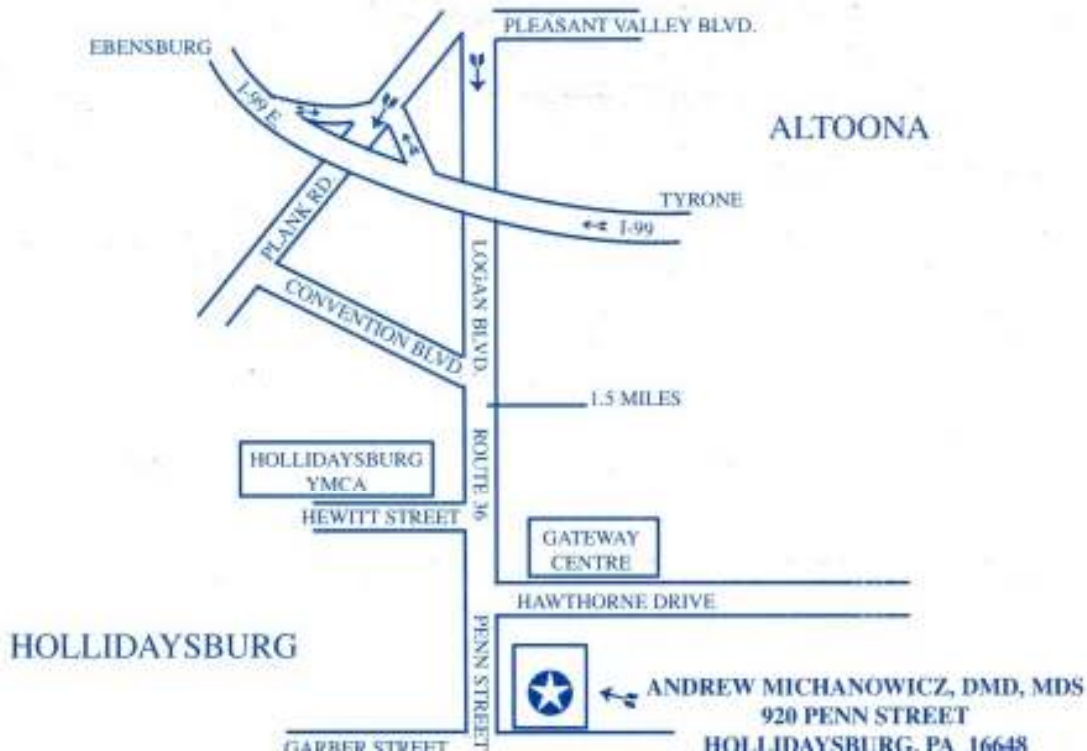 PLEASANT VALLEY BLVD.
EBENSBURG
I-99 E.
ALTOONA
TYRONE
I-99
PLANK RD.
LOGAN BLVD.
CONVENTION BLVD.
1.5 MILES
ROUTE 36
HOLLIDAYSBURG
YMCA
HEWITT STREET
GATEWAY
CENTRE
HAWTHORNE DRIVE
HOLLIDAYSBURG
PENN STREET
ANDREW MICHANOWICZ, DMD, MDS
920 PENN STREET
HOLLIDAYSBURG, PA 16648
GARBER STREET